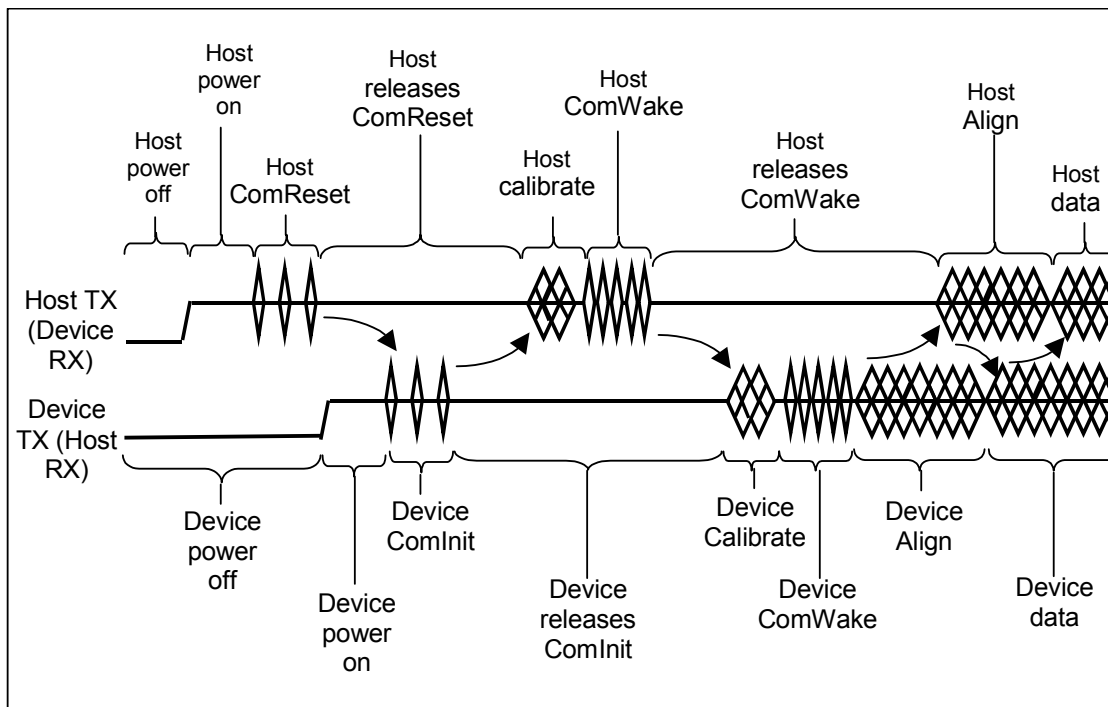 Host
power
off
Host
power
on
Host
ComReset
Host
releases
ComReset
Host
calibrate
Host
ComWake
Host
releases
ComWake
Host
Align
Host
data
Host TX
(Device
RX)
Device
TX (Host
RX)
Device
power
off
Device
power
on
Device
ComInit
Device
releases
ComInit
Device
Calibrate
Device
ComWake
Device
Align
Device
data